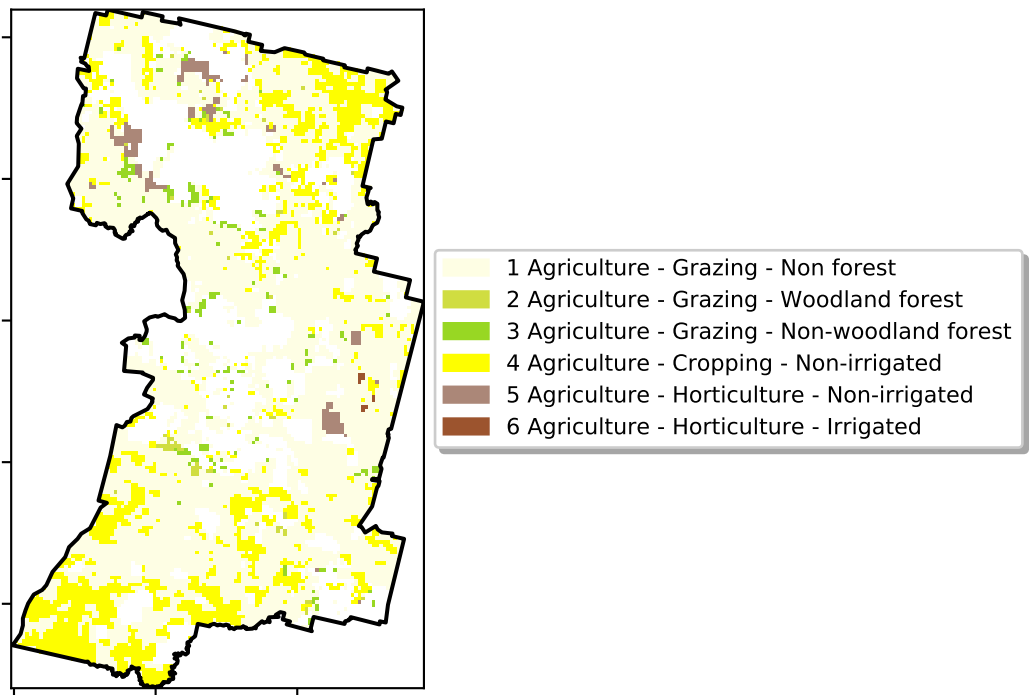 1 Agriculture - Grazing - Non forest
2 Agriculture - Grazing - Woodland forest
3 Agriculture - Grazing - Non-woodland forest
4 Agriculture - Cropping - Non-irrigated
5 Agriculture - Horticulture - Non-irrigated
6 Agriculture - Horticulture - Irrigated